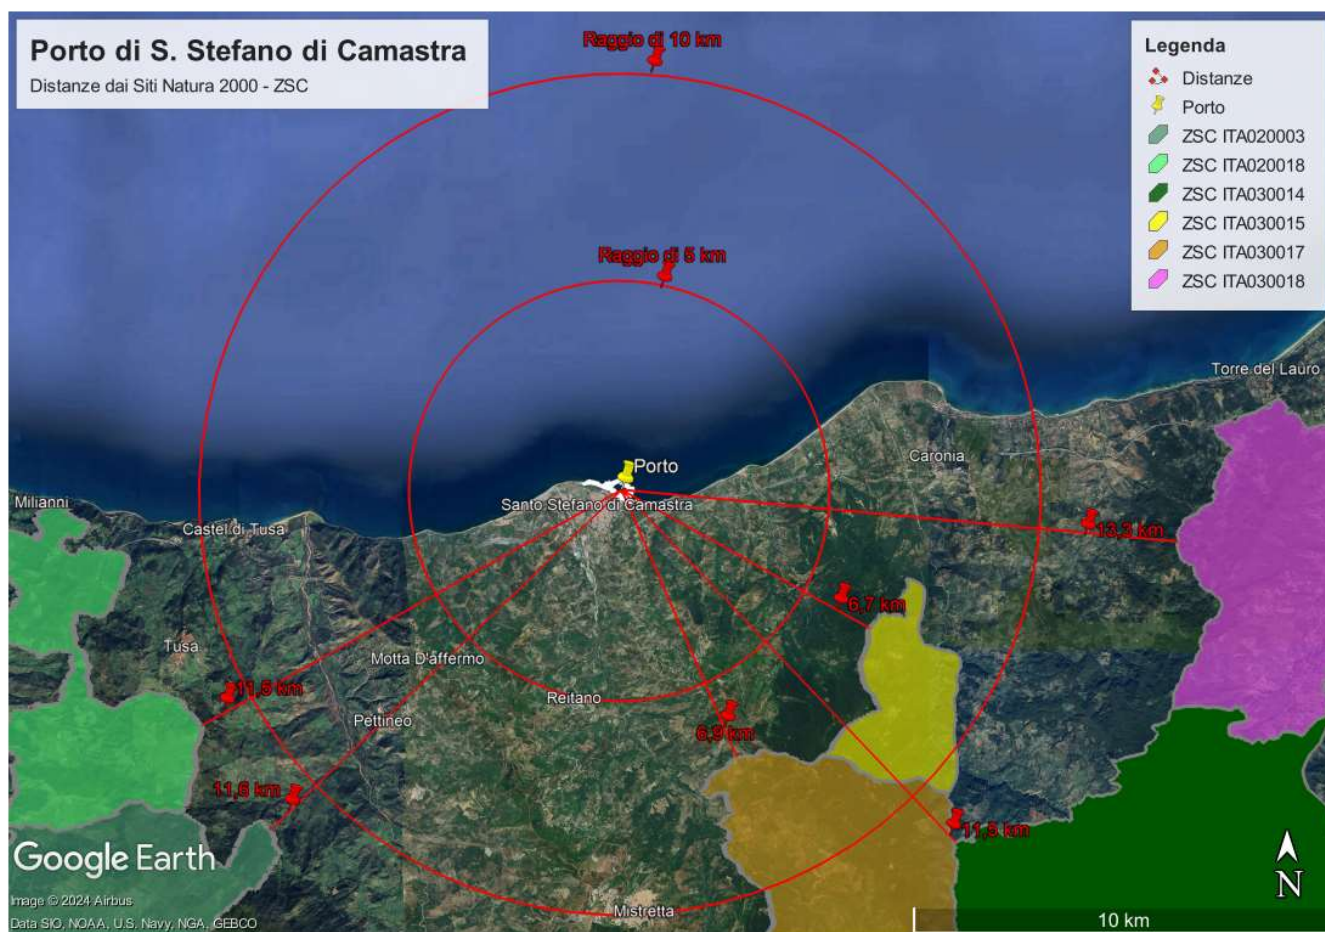 Porto di S. Stefano di Camastra
Distanze dai Siti Natura 2000 - ZSC
Raggio di 10 km
Legenda
Distanze
Porto
ZSC ITA020003
ZSC ITA020018
ZSC ITA030014
ZSC ITA030015
ZSC ITA030017
ZSC ITA030018
Raggio di 5 km
Torre del Lauro
Caronia
Porto
Santo Stefano di Camastra
Milianni
Castel di Tusa
13,3 km
6,7 km
Tusa
Motta D'affermo
11,5 km
Reitano
Pettineo
6,9 km
11,6 km
11,5 km
Google Earth
Image © 2024 Airbus
Data SIO, NOAA, U.S. Navy, NGA, GEBCO
Mistretta
N
10 km